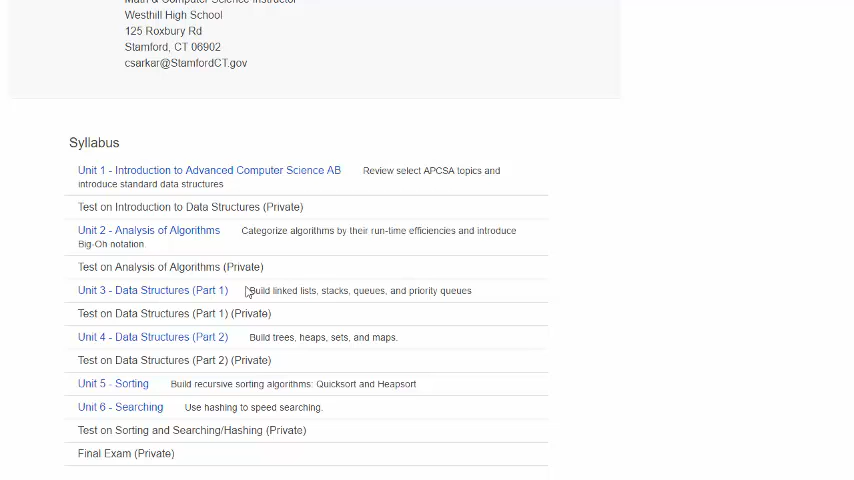 Math & Computer Science Instructor
Westhill High School
125 Roxbury Rd
Stamford, CT 06902
csarkar@StamfordCT.gov
Syllabus
Unit 1 - Introduction to Advanced Computer Science AB Review select APCSA topics and
introduce standard data structures
Test on Introduction to Data Structures (Private)
Unit 2 - Analysis of Algorithms Categorize algorithms by their run-time efficiencies and introduce
Big-Oh notation.
Test on Analysis of Algorithms (Private)
Unit 3 - Data Structures (Part 1) Build linked lists, stacks, queues, and priority queues
Test on Data Structures (Part 1) (Private)
Unit 4 - Data Structures (Part 2) Build trees, heaps, sets, and maps.
Test on Data Structures (Part 2) (Private)
Unit 5 - Sorting Build recursive sorting algorithms: Quicksort and Heapsort
Unit 6 - Searching Use hashing to speed searching.
Test on Sorting and Searching/Hashing (Private)
Final Exam (Private)